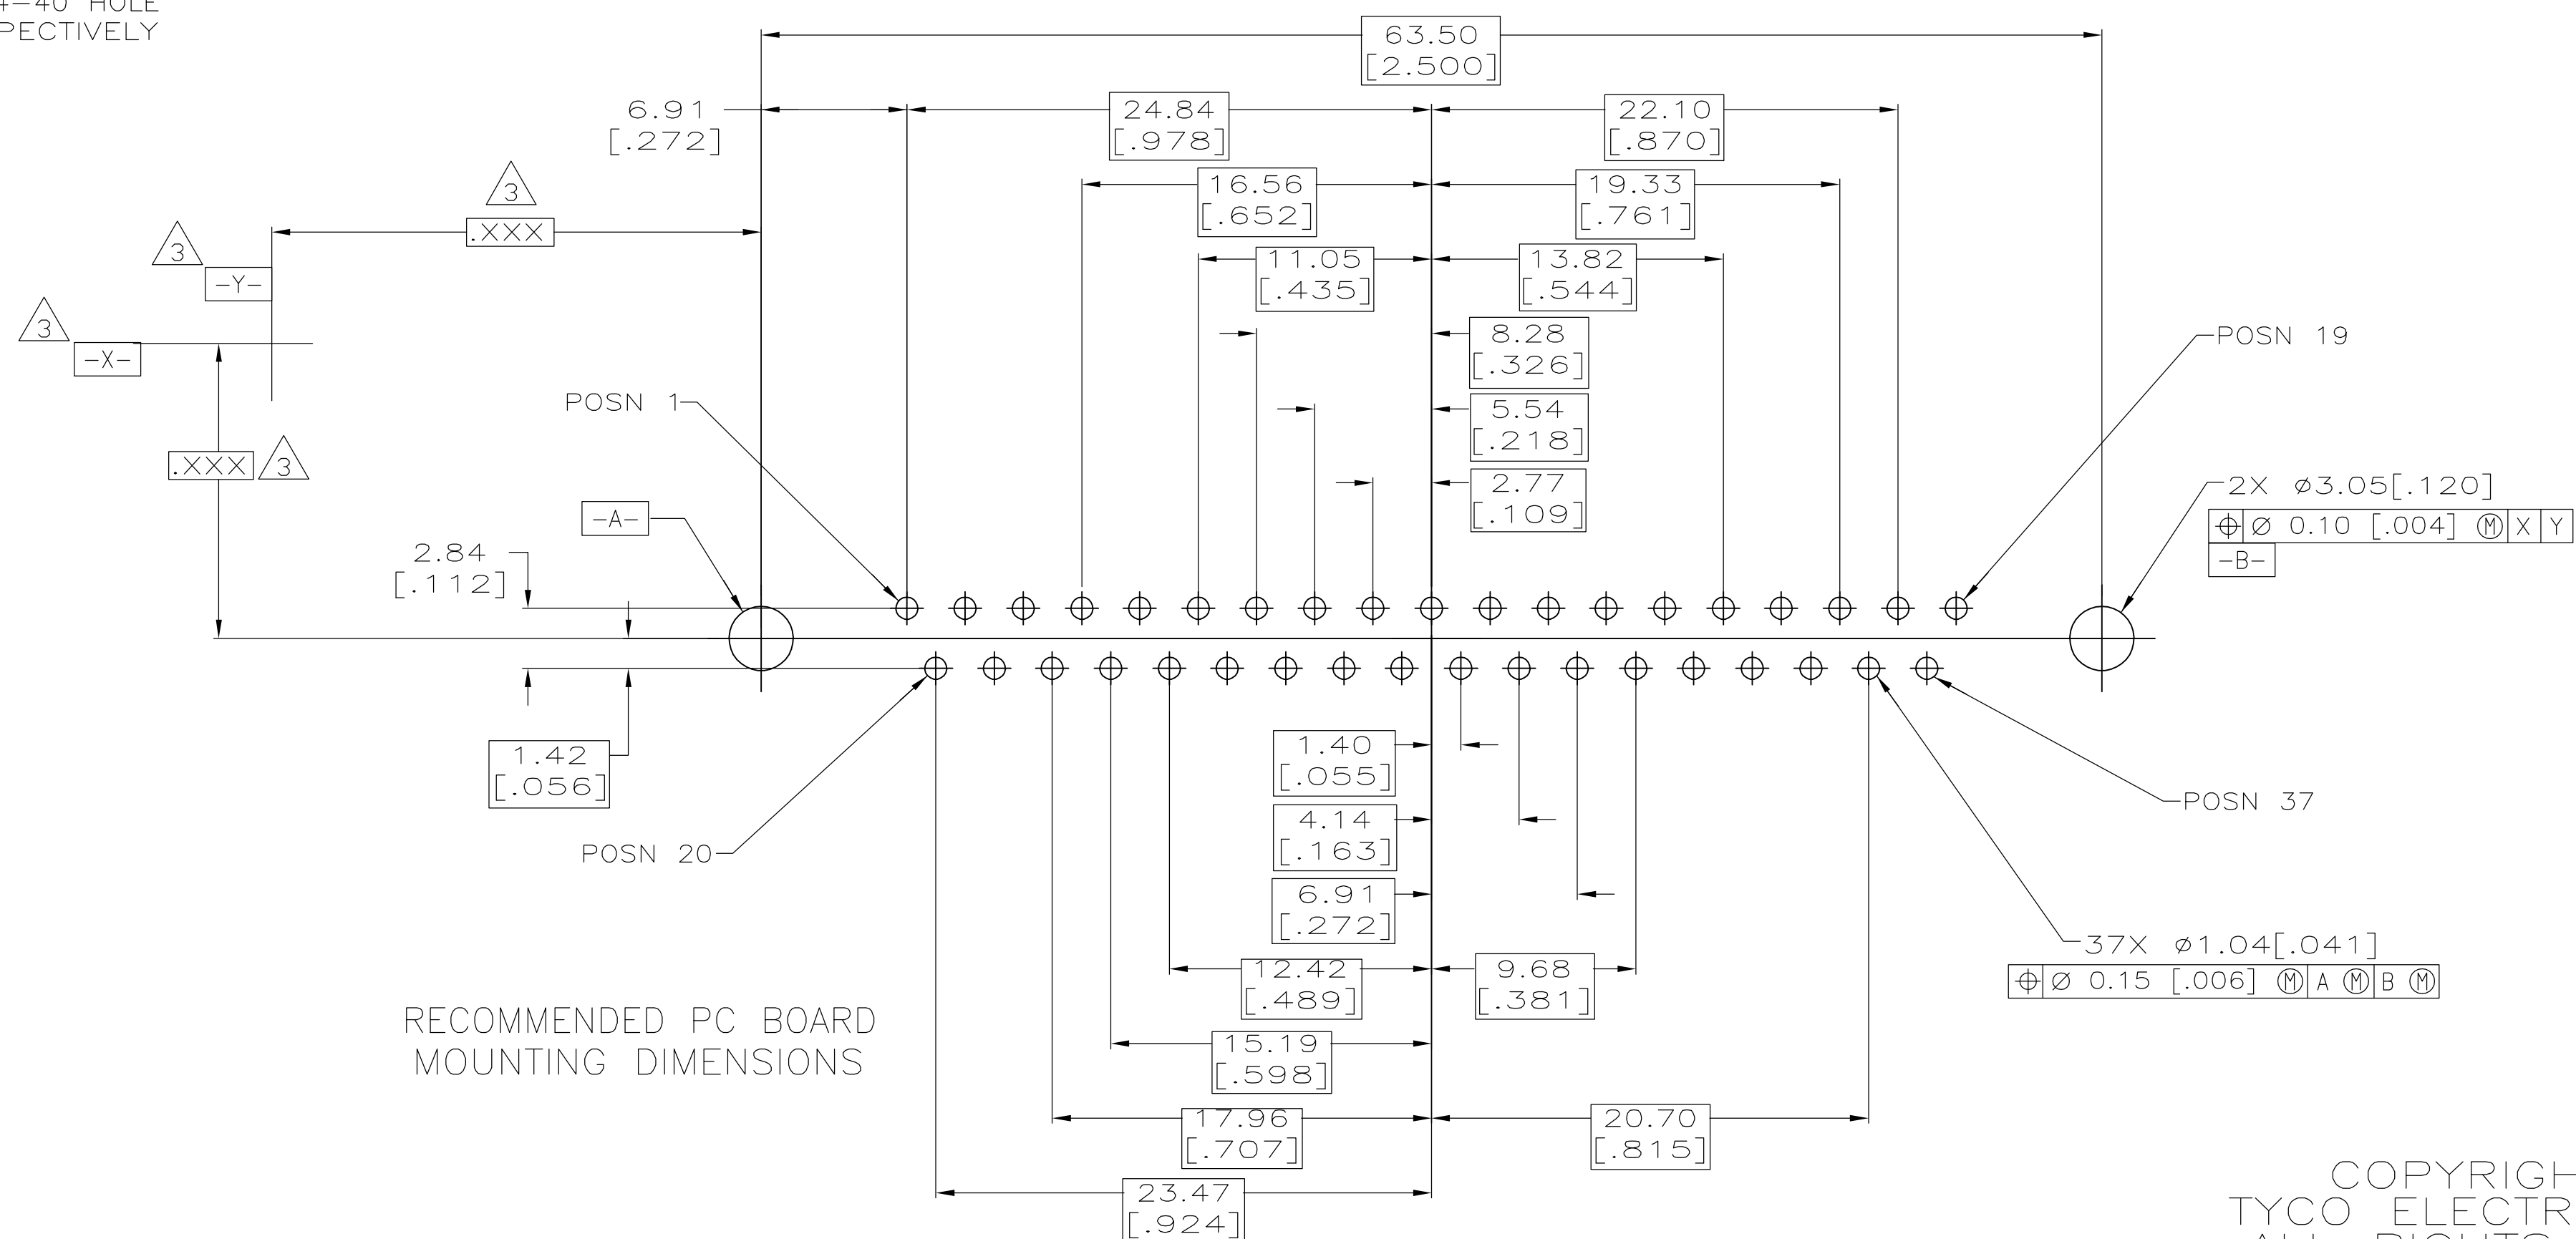 4-40 HOLE
PECTIVELY
63.50
[2.500]
6.91
[.272]
24.84
[.978]
22.10
[.870]
3
16.56
[.652]
19.33
[.761]
.XXX
3
-Y-
11.05
[.435]
13.82
[.544]
3
-X-
8.28
[.326]
POSN 19
POSN 1
5.54
[.218]
.XXX
3
2.77
[.109]
2X ⌀3.05[.120]
⌖ ⌀ 0.10 [.004] Ⓜ X Y
-B-
-A-
2.84
[.112]
1.42
[.056]
1.40
[.055]
POSN 37
4.14
[.163]
POSN 20
6.91
[.272]
37X ⌀1.04[.041]
⌖ ⌀ 0.15 [.006] Ⓜ A Ⓜ B Ⓜ
12.42
[.489]
9.68
[.381]
RECOMMENDED PC BOARD
MOUNTING DIMENSIONS
15.19
[.598]
17.96
[.707]
20.70
[.815]
23.47
[.924]
COPYRIGH
TYCO ELECTR
ALL RIGHTS